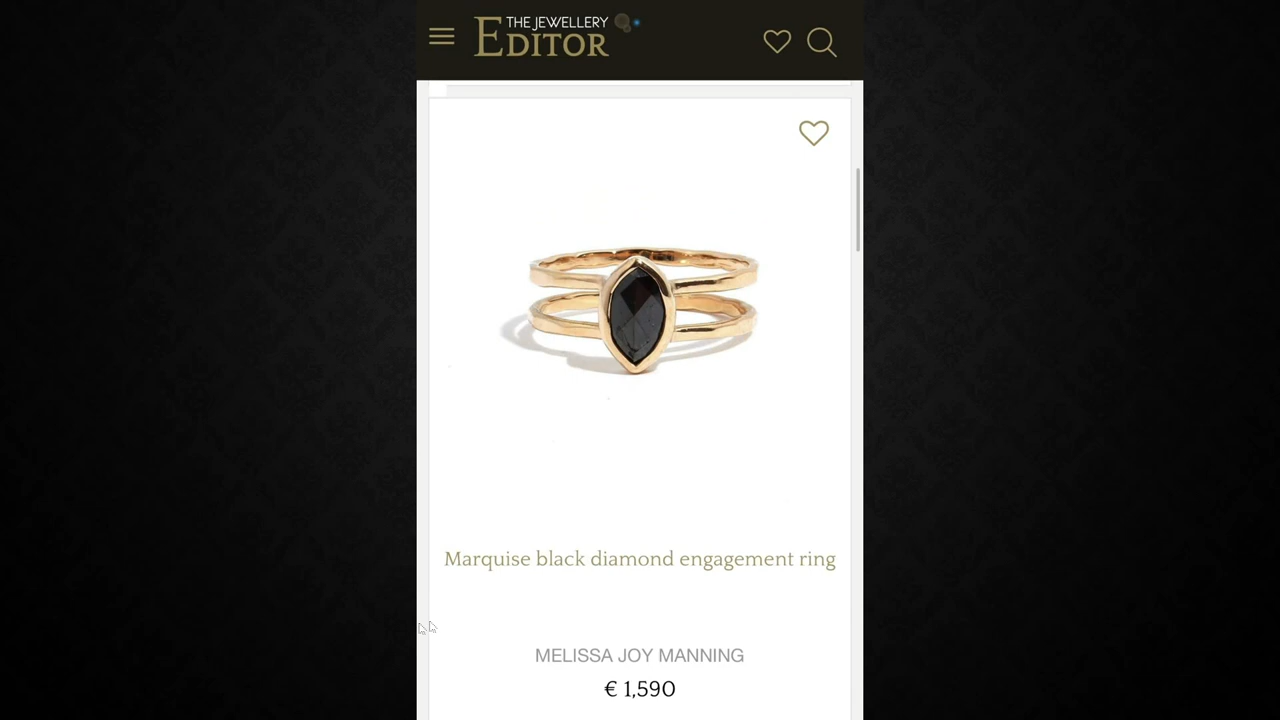 THE JEWELLERY
EDITOR
Marquise black diamond engagement ring
MELISSA JOY MANNING
€ 1,590